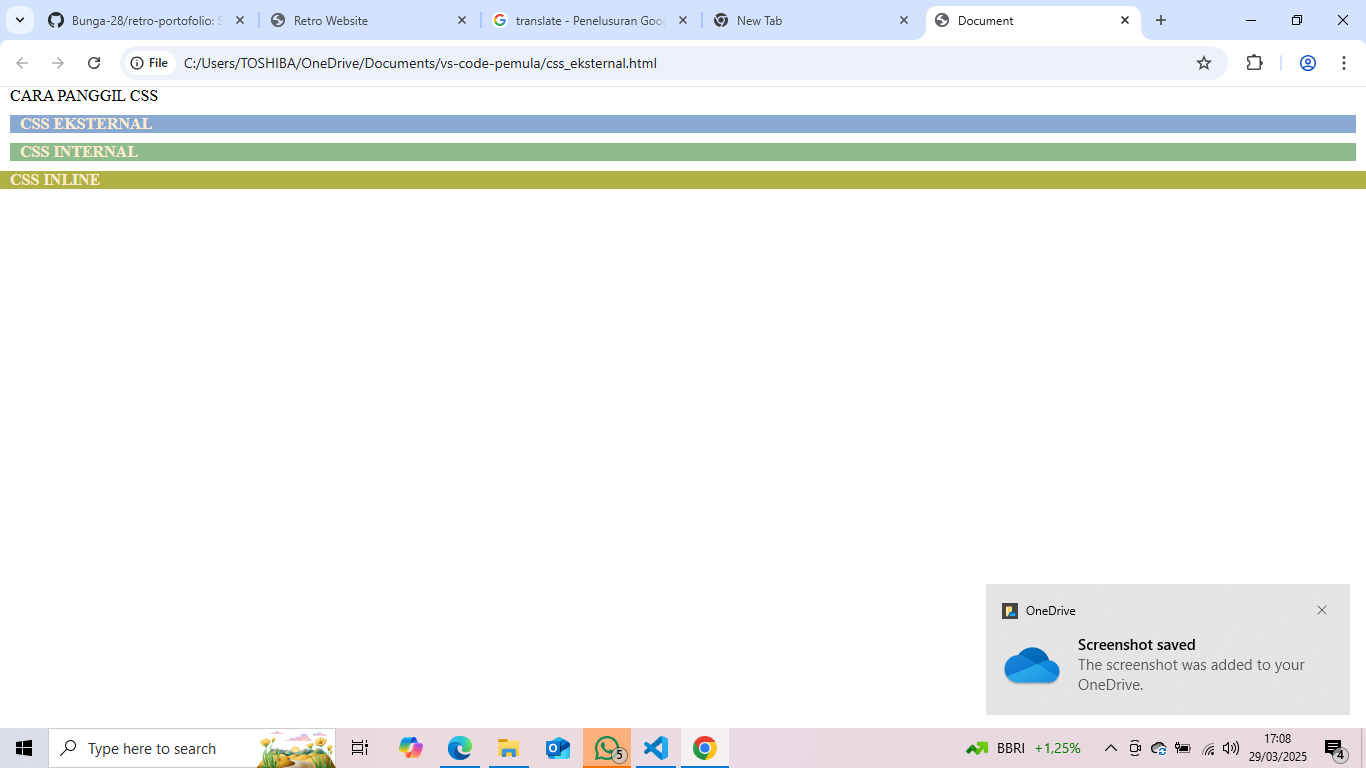 Bunga-28/retro-portofolio: S
Retro Website
translate - Penelusuran Goo
New Tab
Document
File
C:/Users/TOSHIBA/OneDrive/Documents/vs-code-pemula/css_eksternal.html
CARA PANGGIL CSS
CSS EKSTERNAL
CSS INTERNAL
CSS INLINE
OneDrive
Screenshot saved
The screenshot was added to your
OneDrive.
Type here to search
5
BBRI +1,25%
17:08
29/03/2025
4